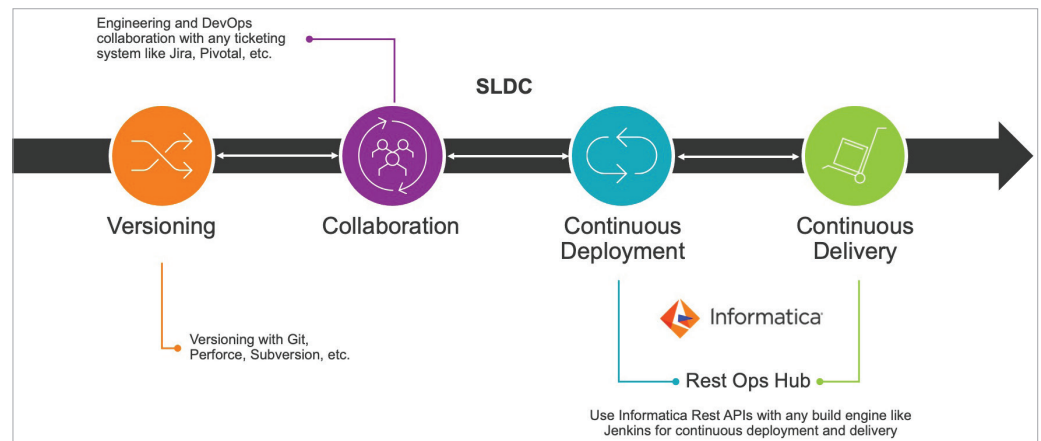 Engineering and DevOps
collaboration with any ticketing
system like Jira, Pivotal, etc.
SLDC
Versioning
Collaboration
Continuous
Deployment
Continuous
Delivery
Versioning with Git,
Perforce, Subversion, etc.
Informatica
Rest Ops Hub
Use Informatica Rest APIs with any build engine like
Jenkins for continuous deployment and delivery